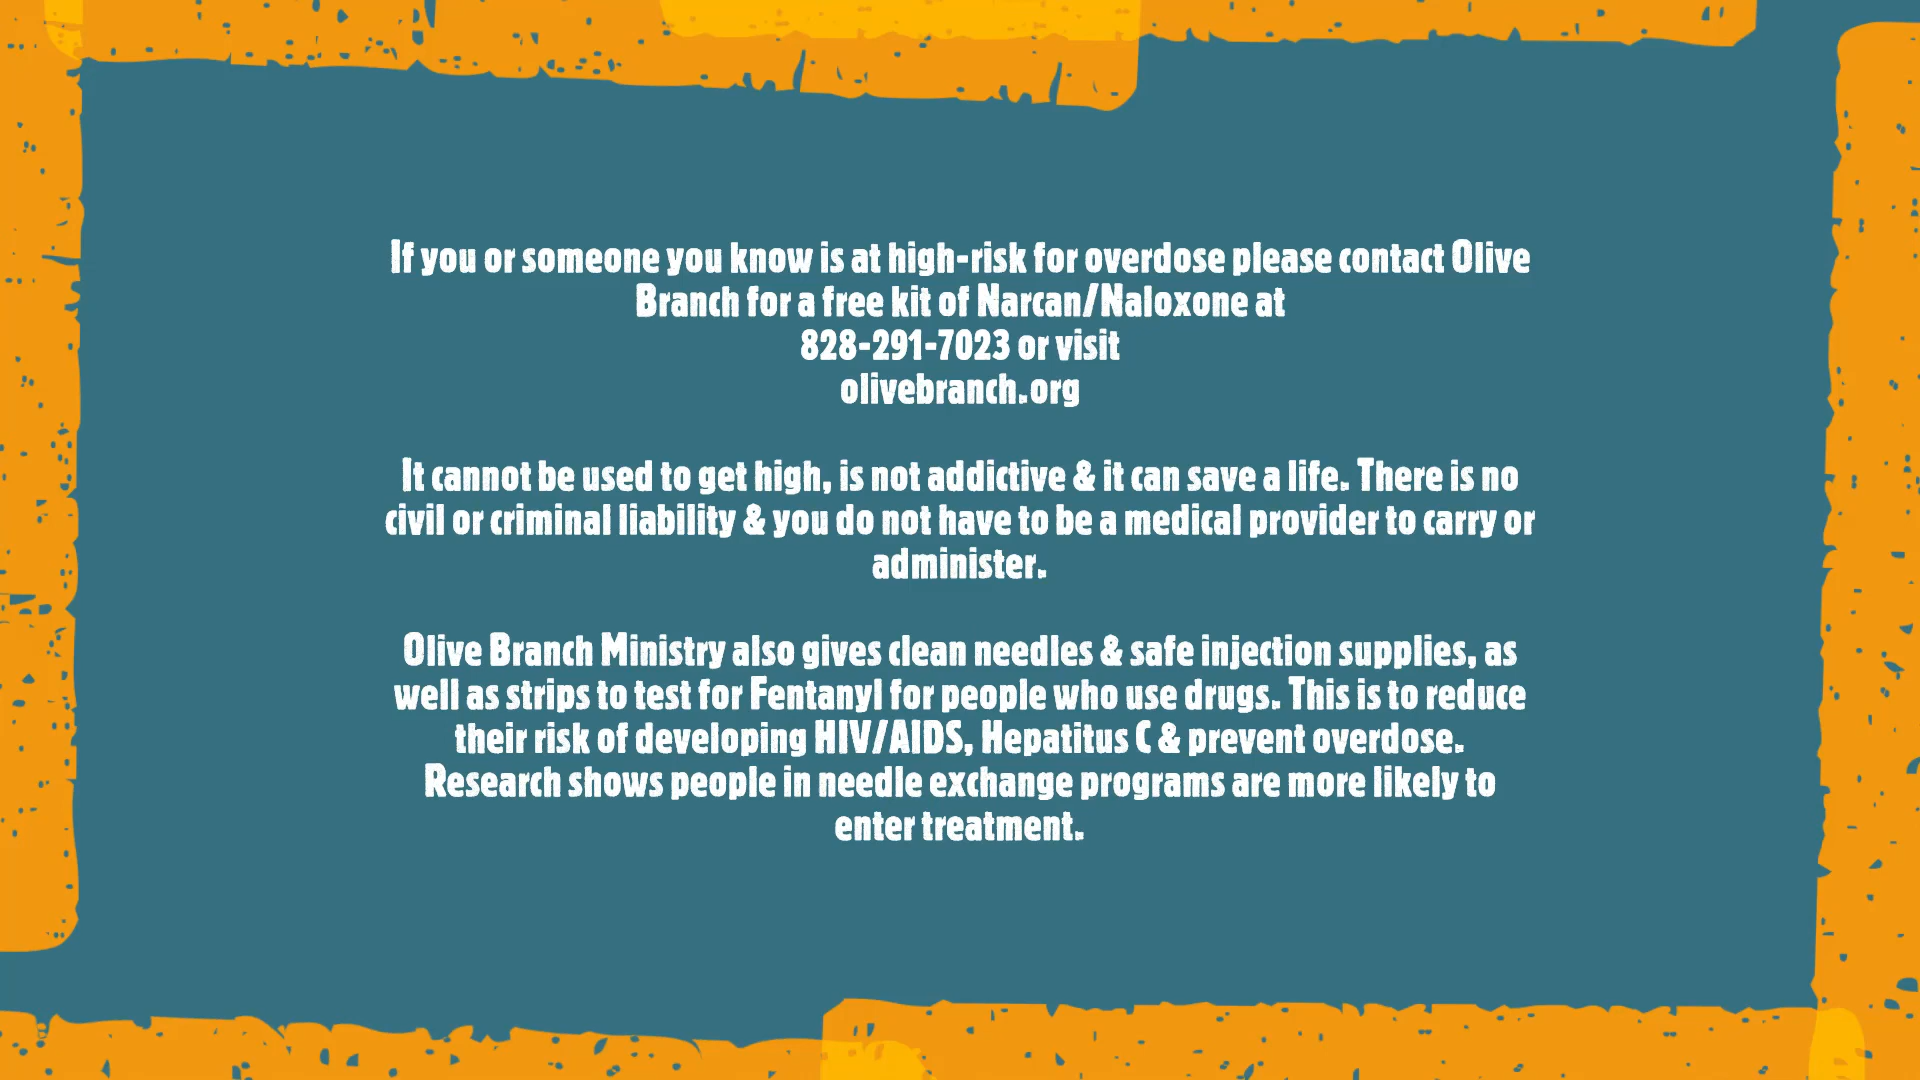 If you or someone you know is at high-risk for overdose please contact Olive
Branch for a free kit of Narcan/Naloxone at
828-291-7023 or visit
olivebranch.org
It cannot be used to get high, is not addictive & it can save a life. There is no
civil or criminal liability & you do not have to be a medical provider to carry or
administer.
Olive Branch Ministry also gives clean needles & safe injection supplies, as
well as strips to test for Fentanyl for people who use drugs. This is to reduce
their risk of developing HIV/AIDS, Hepatitus C & prevent overdose.
Research shows people in needle exchange programs are more likely to
enter treatment.